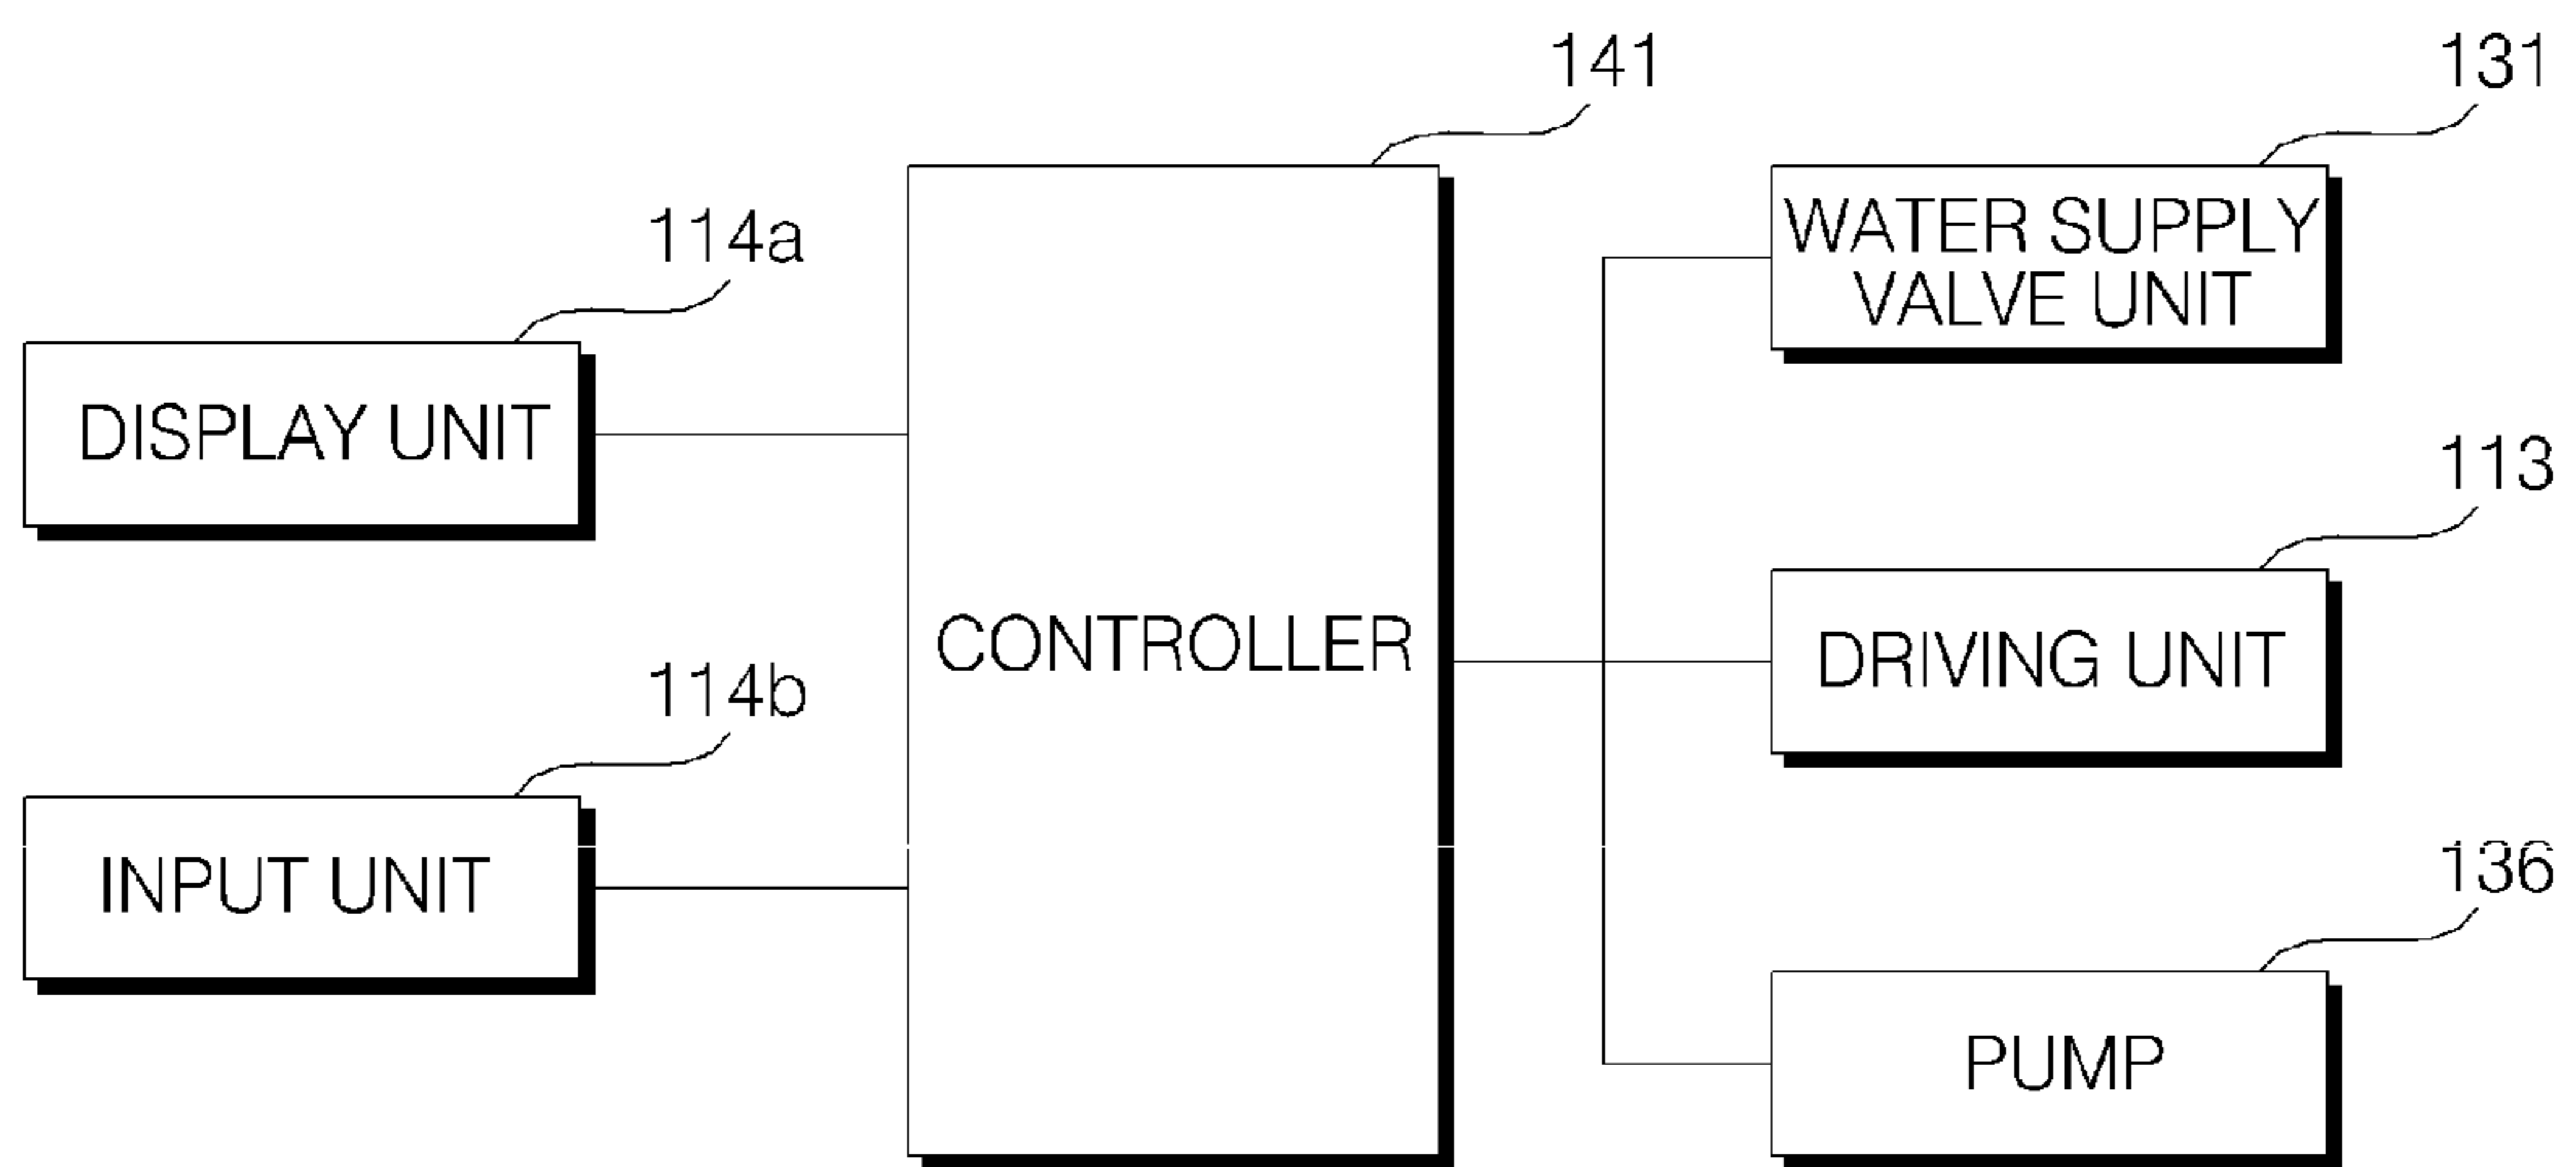 141
131
114a
WATER SUPPLY
VALVE UNIT
DISPLAY UNIT
113
CONTROLLER
DRIVING UNIT
114b
136
INPUT UNIT
PUMP